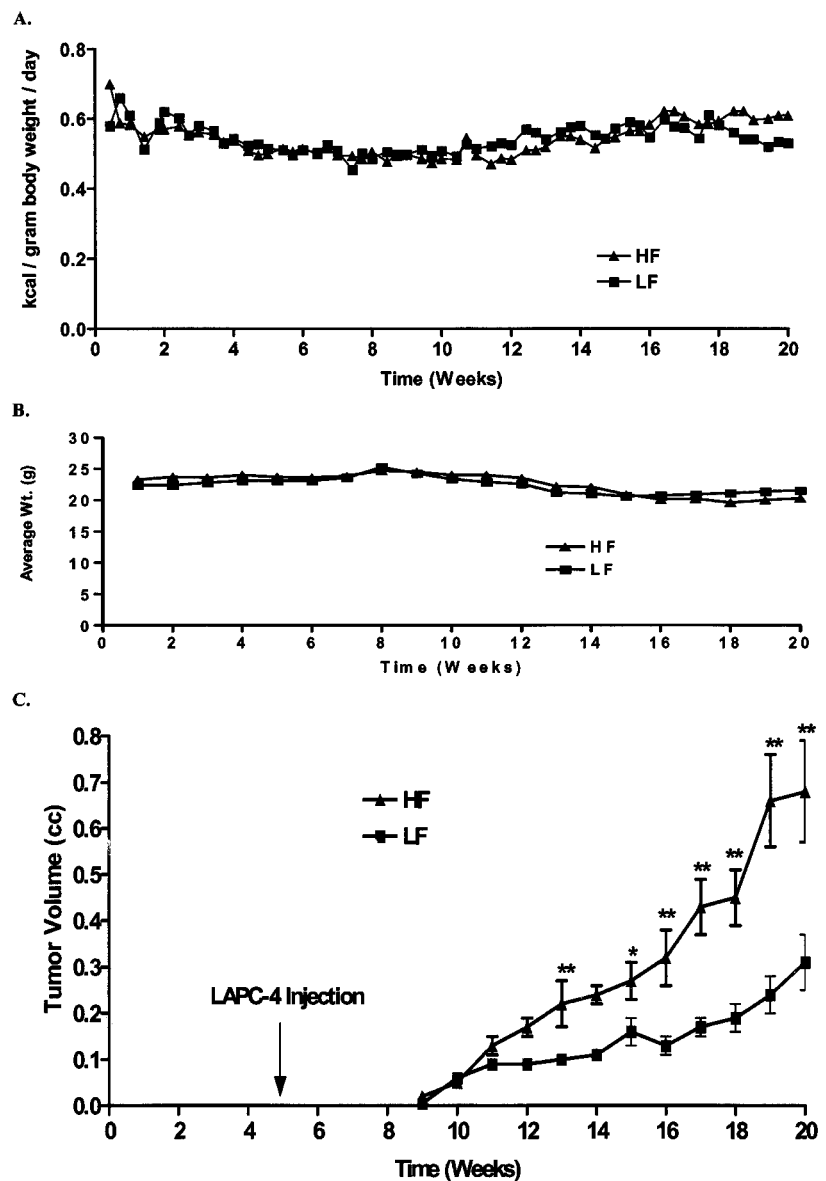 A.
kcal / gram body weight / day
0.8
0.6
0.4
0.2
0.0
HF
LF
0 2 4 6 8 10 12 14 16 18 20
Time (Weeks)
B.
Average Wt. (g)
30
25
20
15
10
5
0
HF
LF
0 2 4 6 8 10 12 14 16 18 20
Time (Weeks)
C.
Tumor Volume (cc)
0.8
0.7
0.6
0.5
0.4
0.3
0.2
0.1
0.0
HF
LF
LAPC-4 Injection
** * ** ** ** ** **
0 2 4 6 8 10 12 14 16 18 20
Time (Weeks)